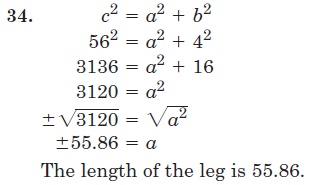 34. c² = a² + b²
56² = a² + 4²
3136 = a² + 16
3120 = a²
±√3120 = √a²
±55.86 = a
The length of the leg is 55.86.